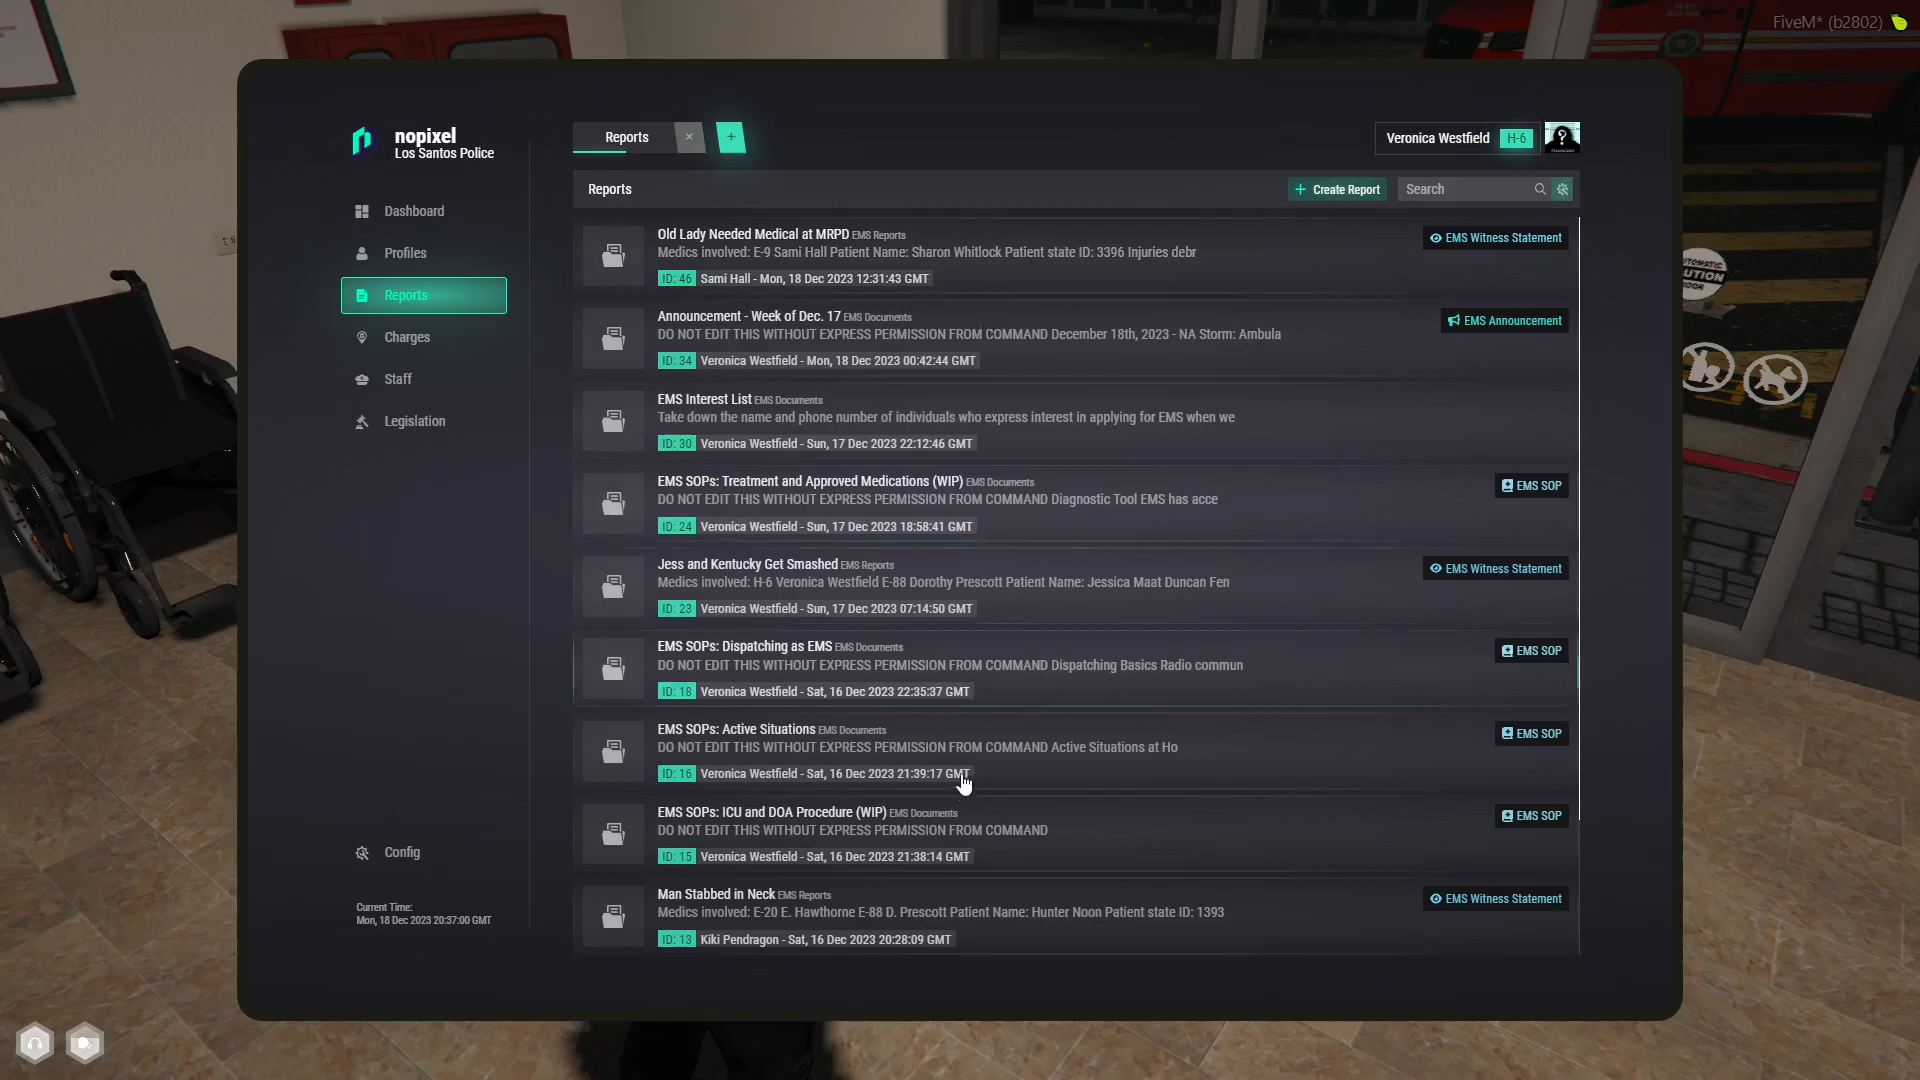 FiveM* (b2802)
nopixel
Los Santos Police
Reports
Veronica Westfield H-6
Dashboard
Profiles
Reports
Charges
Staff
Legislation
Config
Current Time:
Mon, 18 Dec 2023 20:37:00 GMT
Reports
+ Create Report
Search
Old Lady Needed Medical at MRPD EMS Reports
EMS Witness Statement
Medics involved: E-9 Sami Hall Patient Name: Sharon Whitlock Patient state ID: 3396 Injuries debr
ID: 46 Sami Hall - Mon, 18 Dec 2023 12:31:43 GMT
Announcement - Week of Dec. 17 EMS Documents
EMS Announcement
DO NOT EDIT THIS WITHOUT EXPRESS PERMISSION FROM COMMAND December 18th, 2023 - NA Storm: Ambula
ID: 34 Veronica Westfield - Mon, 18 Dec 2023 00:42:44 GMT
EMS Interest List EMS Documents
Take down the name and phone number of individuals who express interest in applying for EMS when we
ID: 30 Veronica Westfield - Sun, 17 Dec 2023 22:12:46 GMT
EMS SOPs: Treatment and Approved Medications (WIP) EMS Documents
EMS SOP
DO NOT EDIT THIS WITHOUT EXPRESS PERMISSION FROM COMMAND Diagnostic Tool EMS has acce
ID: 24 Veronica Westfield - Sun, 17 Dec 2023 18:58:41 GMT
Jess and Kentucky Get Smashed EMS Reports
EMS Witness Statement
Medics involved: H-6 Veronica Westfield E-88 Dorothy Prescott Patient Name: Jessica Maat Duncan Fen
ID: 23 Veronica Westfield - Sun, 17 Dec 2023 07:14:50 GMT
EMS SOPs: Dispatching as EMS EMS Documents
EMS SOP
DO NOT EDIT THIS WITHOUT EXPRESS PERMISSION FROM COMMAND Dispatching Basics Radio commun
ID: 18 Veronica Westfield - Sat, 16 Dec 2023 22:35:37 GMT
EMS SOPs: Active Situations EMS Documents
EMS SOP
DO NOT EDIT THIS WITHOUT EXPRESS PERMISSION FROM COMMAND Active Situations at Ho
ID: 16 Veronica Westfield - Sat, 16 Dec 2023 21:39:17 GMT
EMS SOPs: ICU and DOA Procedure (WIP) EMS Documents
EMS SOP
DO NOT EDIT THIS WITHOUT EXPRESS PERMISSION FROM COMMAND
ID: 15 Veronica Westfield - Sat, 16 Dec 2023 21:38:14 GMT
Man Stabbed in Neck EMS Reports
EMS Witness Statement
Medics involved: E-20 E. Hawthorne E-88 D. Prescott Patient Name: Hunter Noon Patient state ID: 1393
ID: 13 Kiki Pendragon - Sat, 16 Dec 2023 20:28:09 GMT